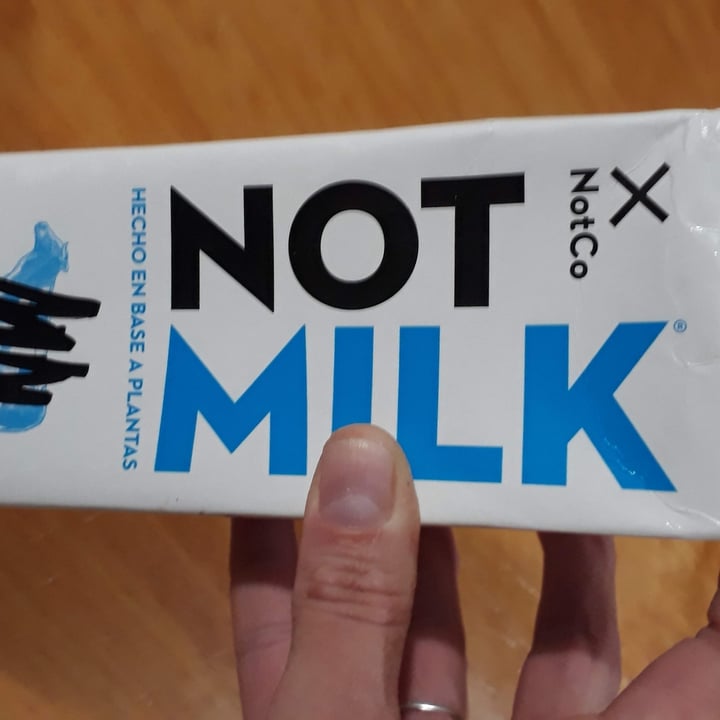 NOT
MILK®
NotCo
HECHO EN BASE A PLANTAS